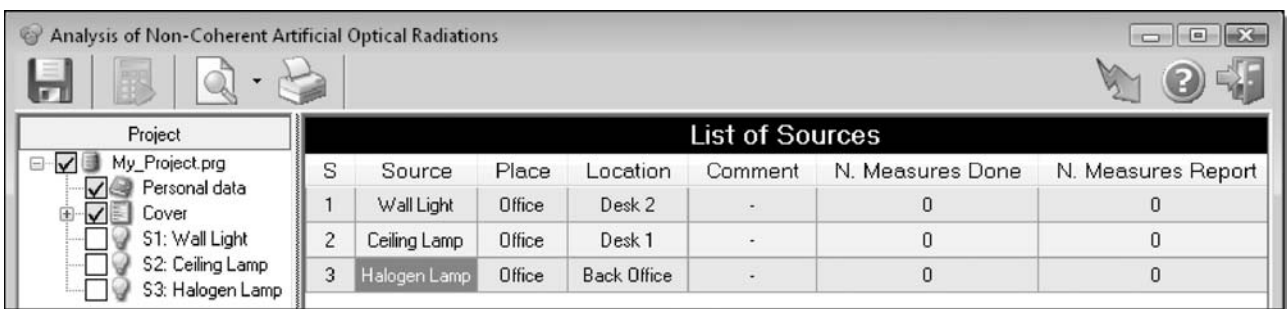 Analysis of Non-Coherent Artificial Optical Radiations
Project
My_Project.prg
Personal data
Cover
S1: Wall Light
S2: Ceiling Lamp
S3: Halogen Lamp
List of Sources
S Source Place Location Comment N. Measures Done N. Measures Report
1 Wall Light Office Desk 2 - 0 0
2 Ceiling Lamp Office Desk 1 - 0 0
3 Halogen Lamp Office Back Office - 0 0